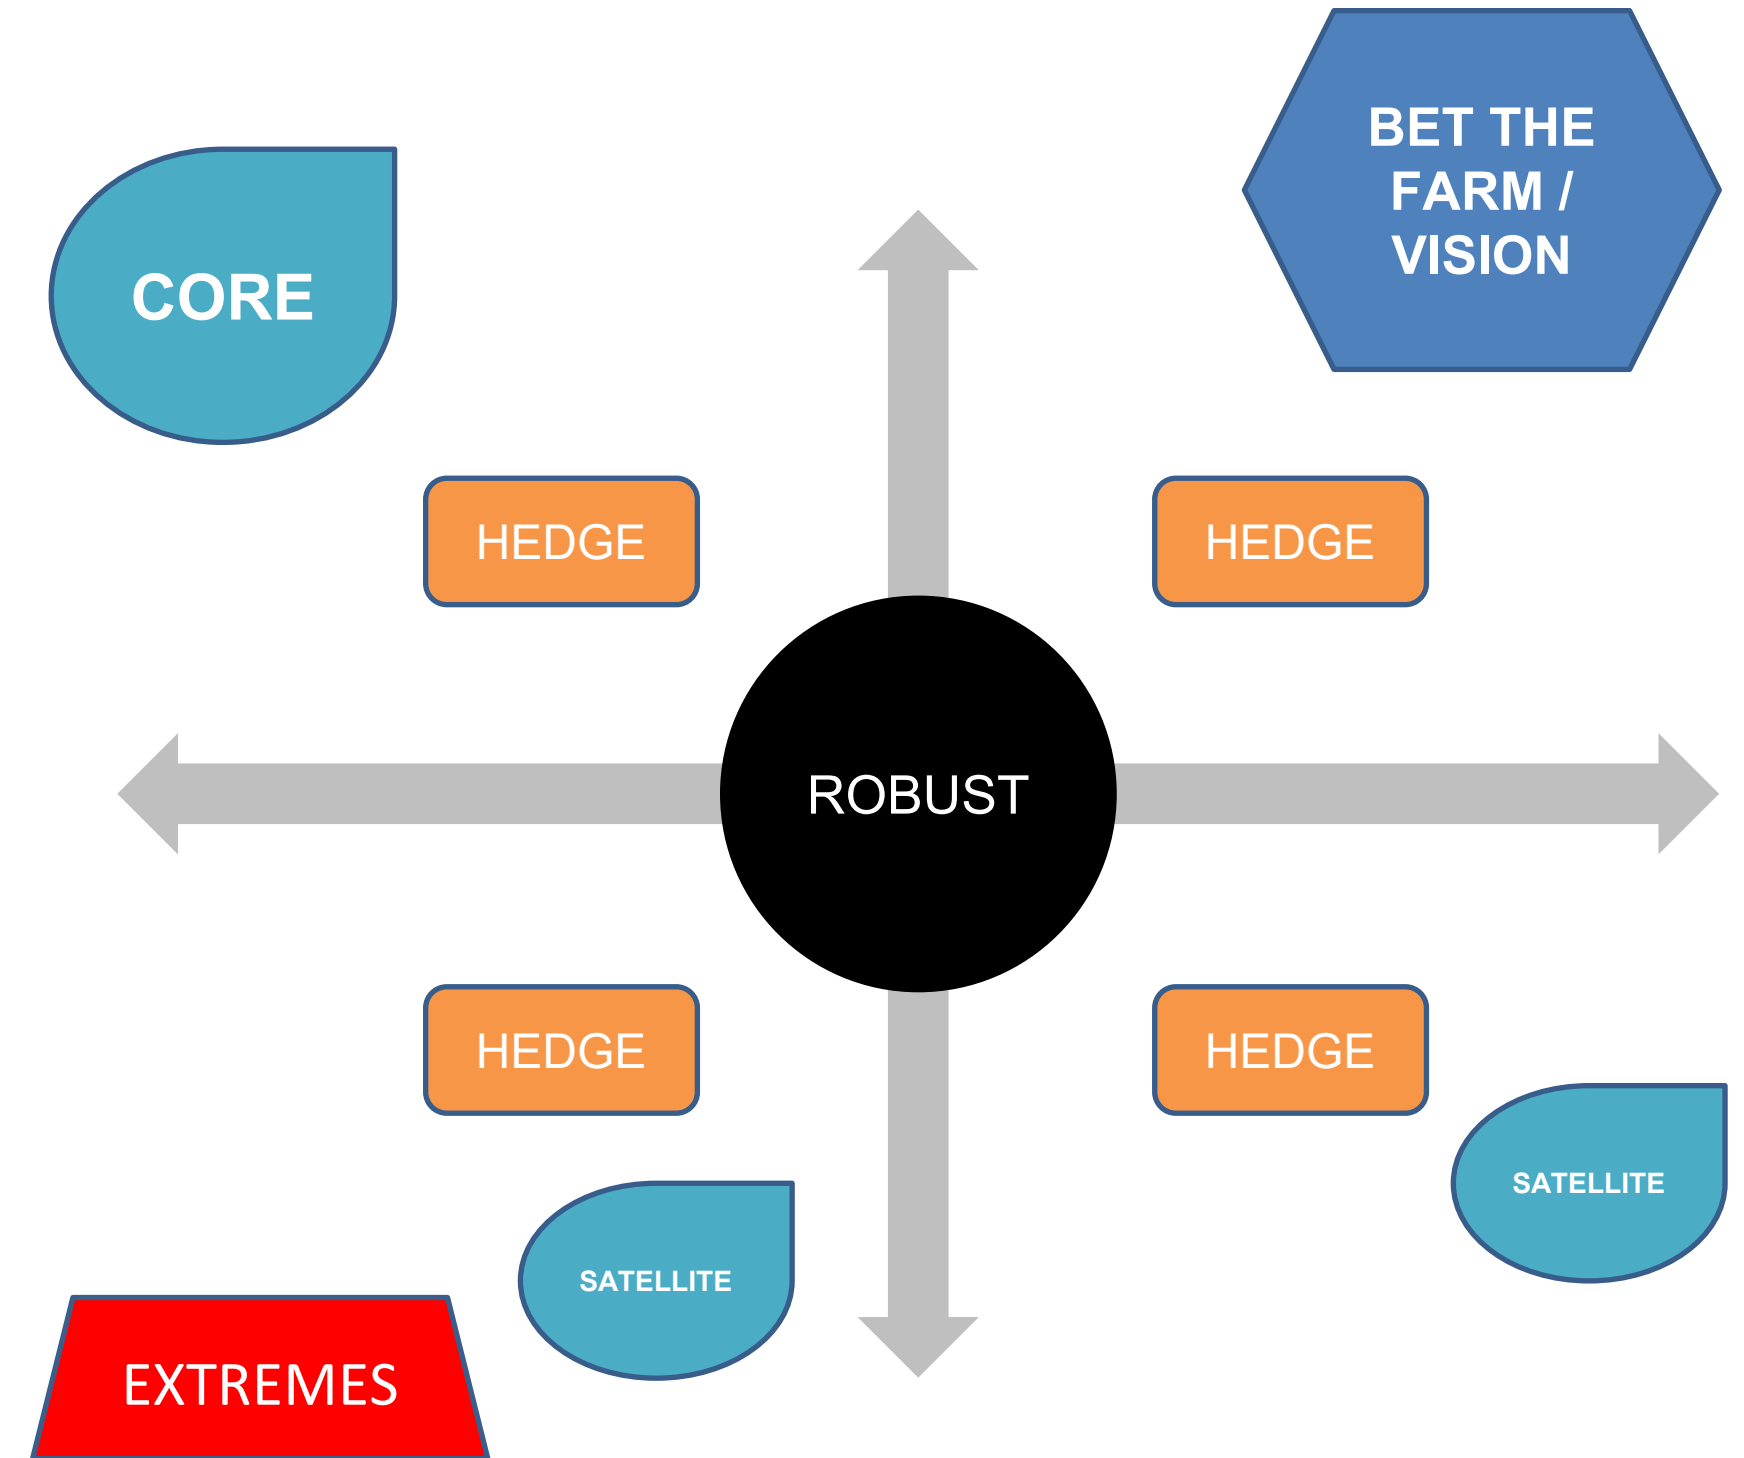 BET THE
FARM /
VISION
CORE
HEDGE
HEDGE
ROBUST
HEDGE
HEDGE
SATELLITE
SATELLITE
EXTREMES